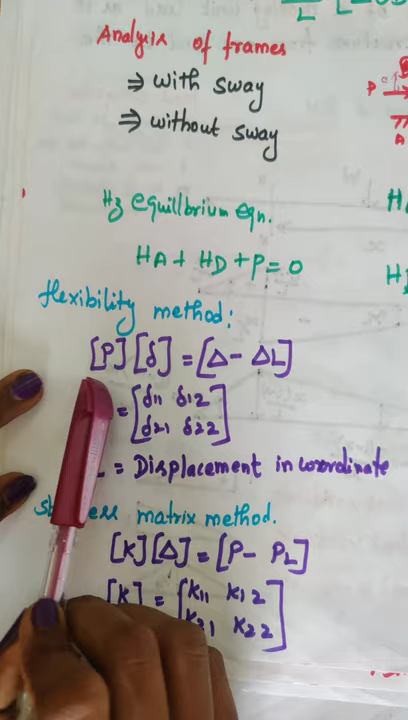 L [
Analysis of frames
⇒ with sway
⇒ without sway
P
A
Hz equilbrium eqn.
HA + HD + P = 0
flexibility method:
[P][δ] = [Δ - ΔL]
= [δ11 δ12
δ21 δ22]
= Displacement in coordinate
matrix method.
[K][Δ] = [P - PL]
[K] = [K11 K12
K21 K22]